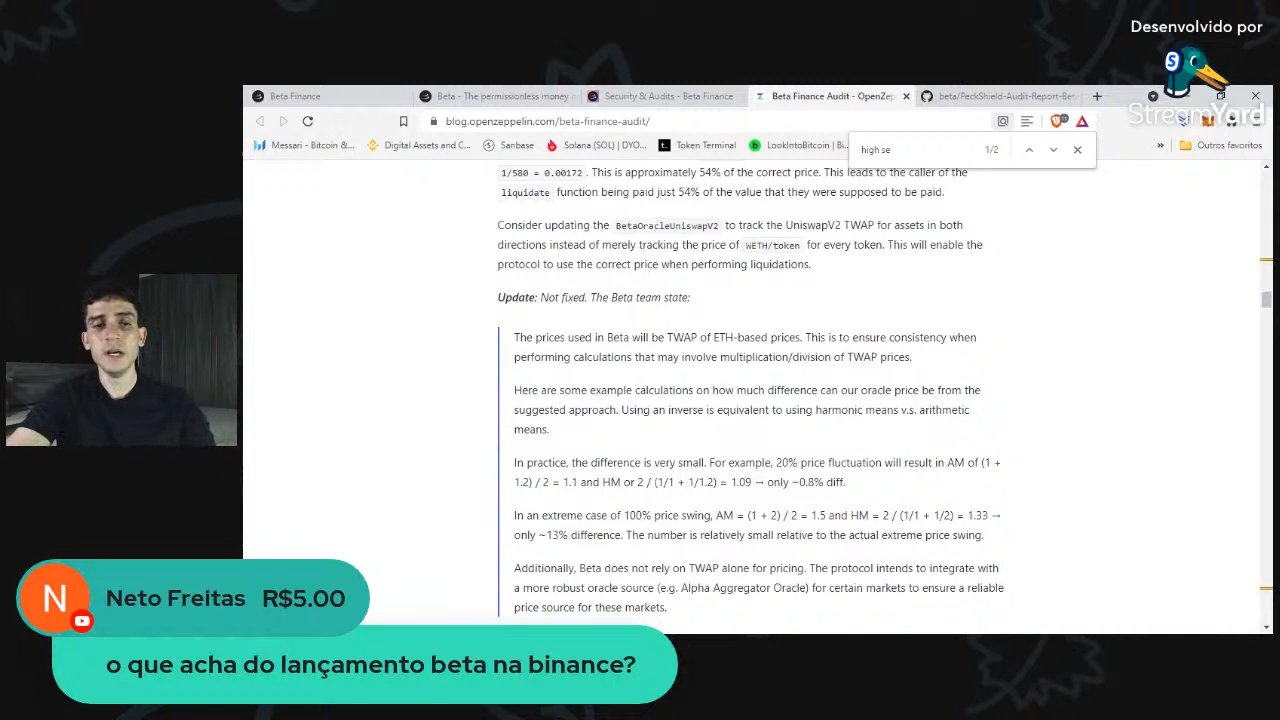 Desenvolvido por
S
StreamYard
Beta Finance
Beta - The permissionless money
Security & Audits - Beta Finance
Beta Finance Audit - OpenZep
beta/PeckShield-Audit-Report-Bet
blog.openzeppelin.com/beta-finance-audit/
Messari - Bitcoin &...
Digital Assets and C...
Sanbase
Solana (SOL) | DYO...
Token Terminal
LookIntoBitcoin | Bi...
Outros favoritos
high se
1/2
1/580 = 0.00172 . This is approximately 54% of the correct price. This leads to the caller of the
liquidate function being paid just 54% of the value that they were supposed to be paid.
Consider updating the BetaOracleUniswapV2 to track the UniswapV2 TWAP for assets in both
directions instead of merely tracking the price of WETH/token for every token. This will enable the
protocol to use the correct price when performing liquidations.
Update: Not fixed. The Beta team state:
The prices used in Beta will be TWAP of ETH-based prices. This is to ensure consistency when
performing calculations that may involve multiplication/division of TWAP prices.
Here are some example calculations on how much difference can our oracle price be from the
suggested approach. Using an inverse is equivalent to using harmonic means v.s. arithmetic
means.
In practice, the difference is very small. For example, 20% price fluctuation will result in AM of (1 +
1.2) / 2 = 1.1 and HM or 2 / (1/1 + 1/1.2) = 1.09 → only ~0.8% diff.
In an extreme case of 100% price swing, AM = (1 + 2) / 2 = 1.5 and HM = 2 / (1/1 + 1/2) = 1.33 →
only ~13% difference. The number is relatively small relative to the actual extreme price swing.
Additionally, Beta does not rely on TWAP alone for pricing. The protocol intends to integrate with
a more robust oracle source (e.g. Alpha Aggregator Oracle) for certain markets to ensure a reliable
price source for these markets.
N
Neto Freitas R$5.00
o que acha do lançamento beta na binance?